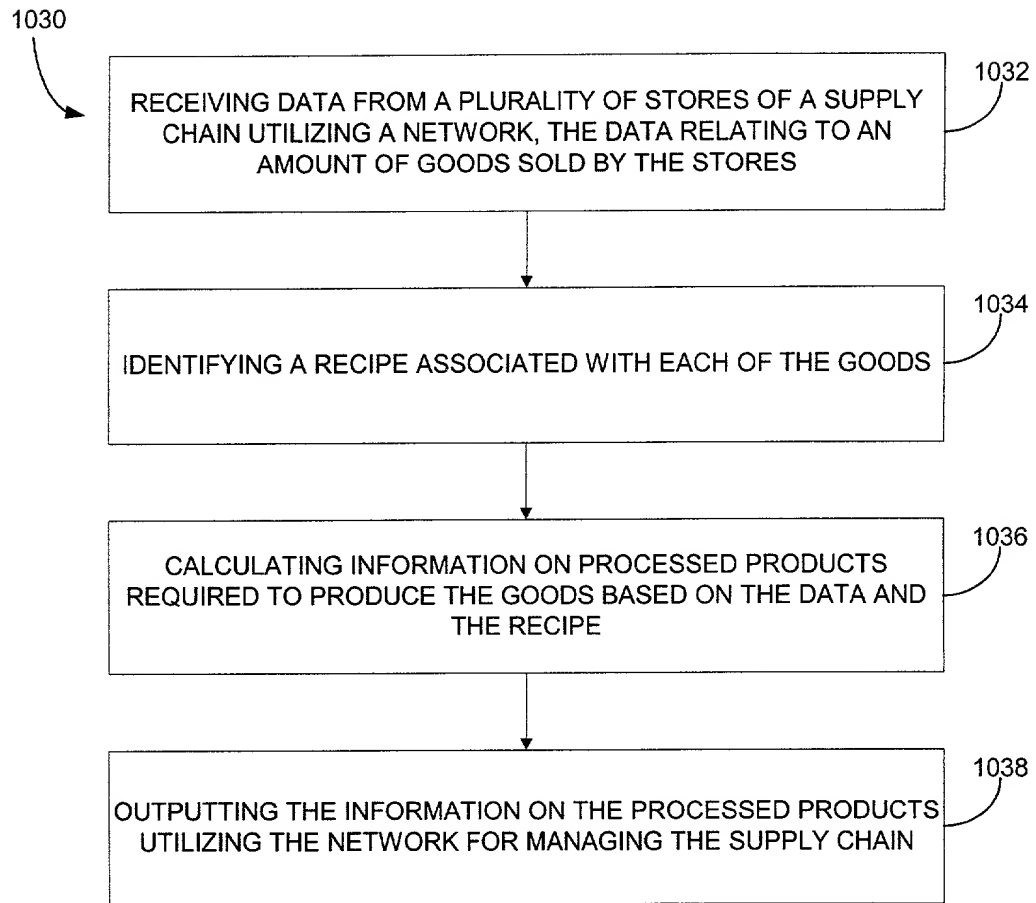 1030
1032
RECEIVING DATA FROM A PLURALITY OF STORES OF A SUPPLY
CHAIN UTILIZING A NETWORK, THE DATA RELATING TO AN
AMOUNT OF GOODS SOLD BY THE STORES
1034
IDENTIFYING A RECIPE ASSOCIATED WITH EACH OF THE GOODS
1036
CALCULATING INFORMATION ON PROCESSED PRODUCTS
REQUIRED TO PRODUCE THE GOODS BASED ON THE DATA AND
THE RECIPE
1038
OUTPUTTING THE INFORMATION ON THE PROCESSED PRODUCTS
UTILIZING THE NETWORK FOR MANAGING THE SUPPLY CHAIN